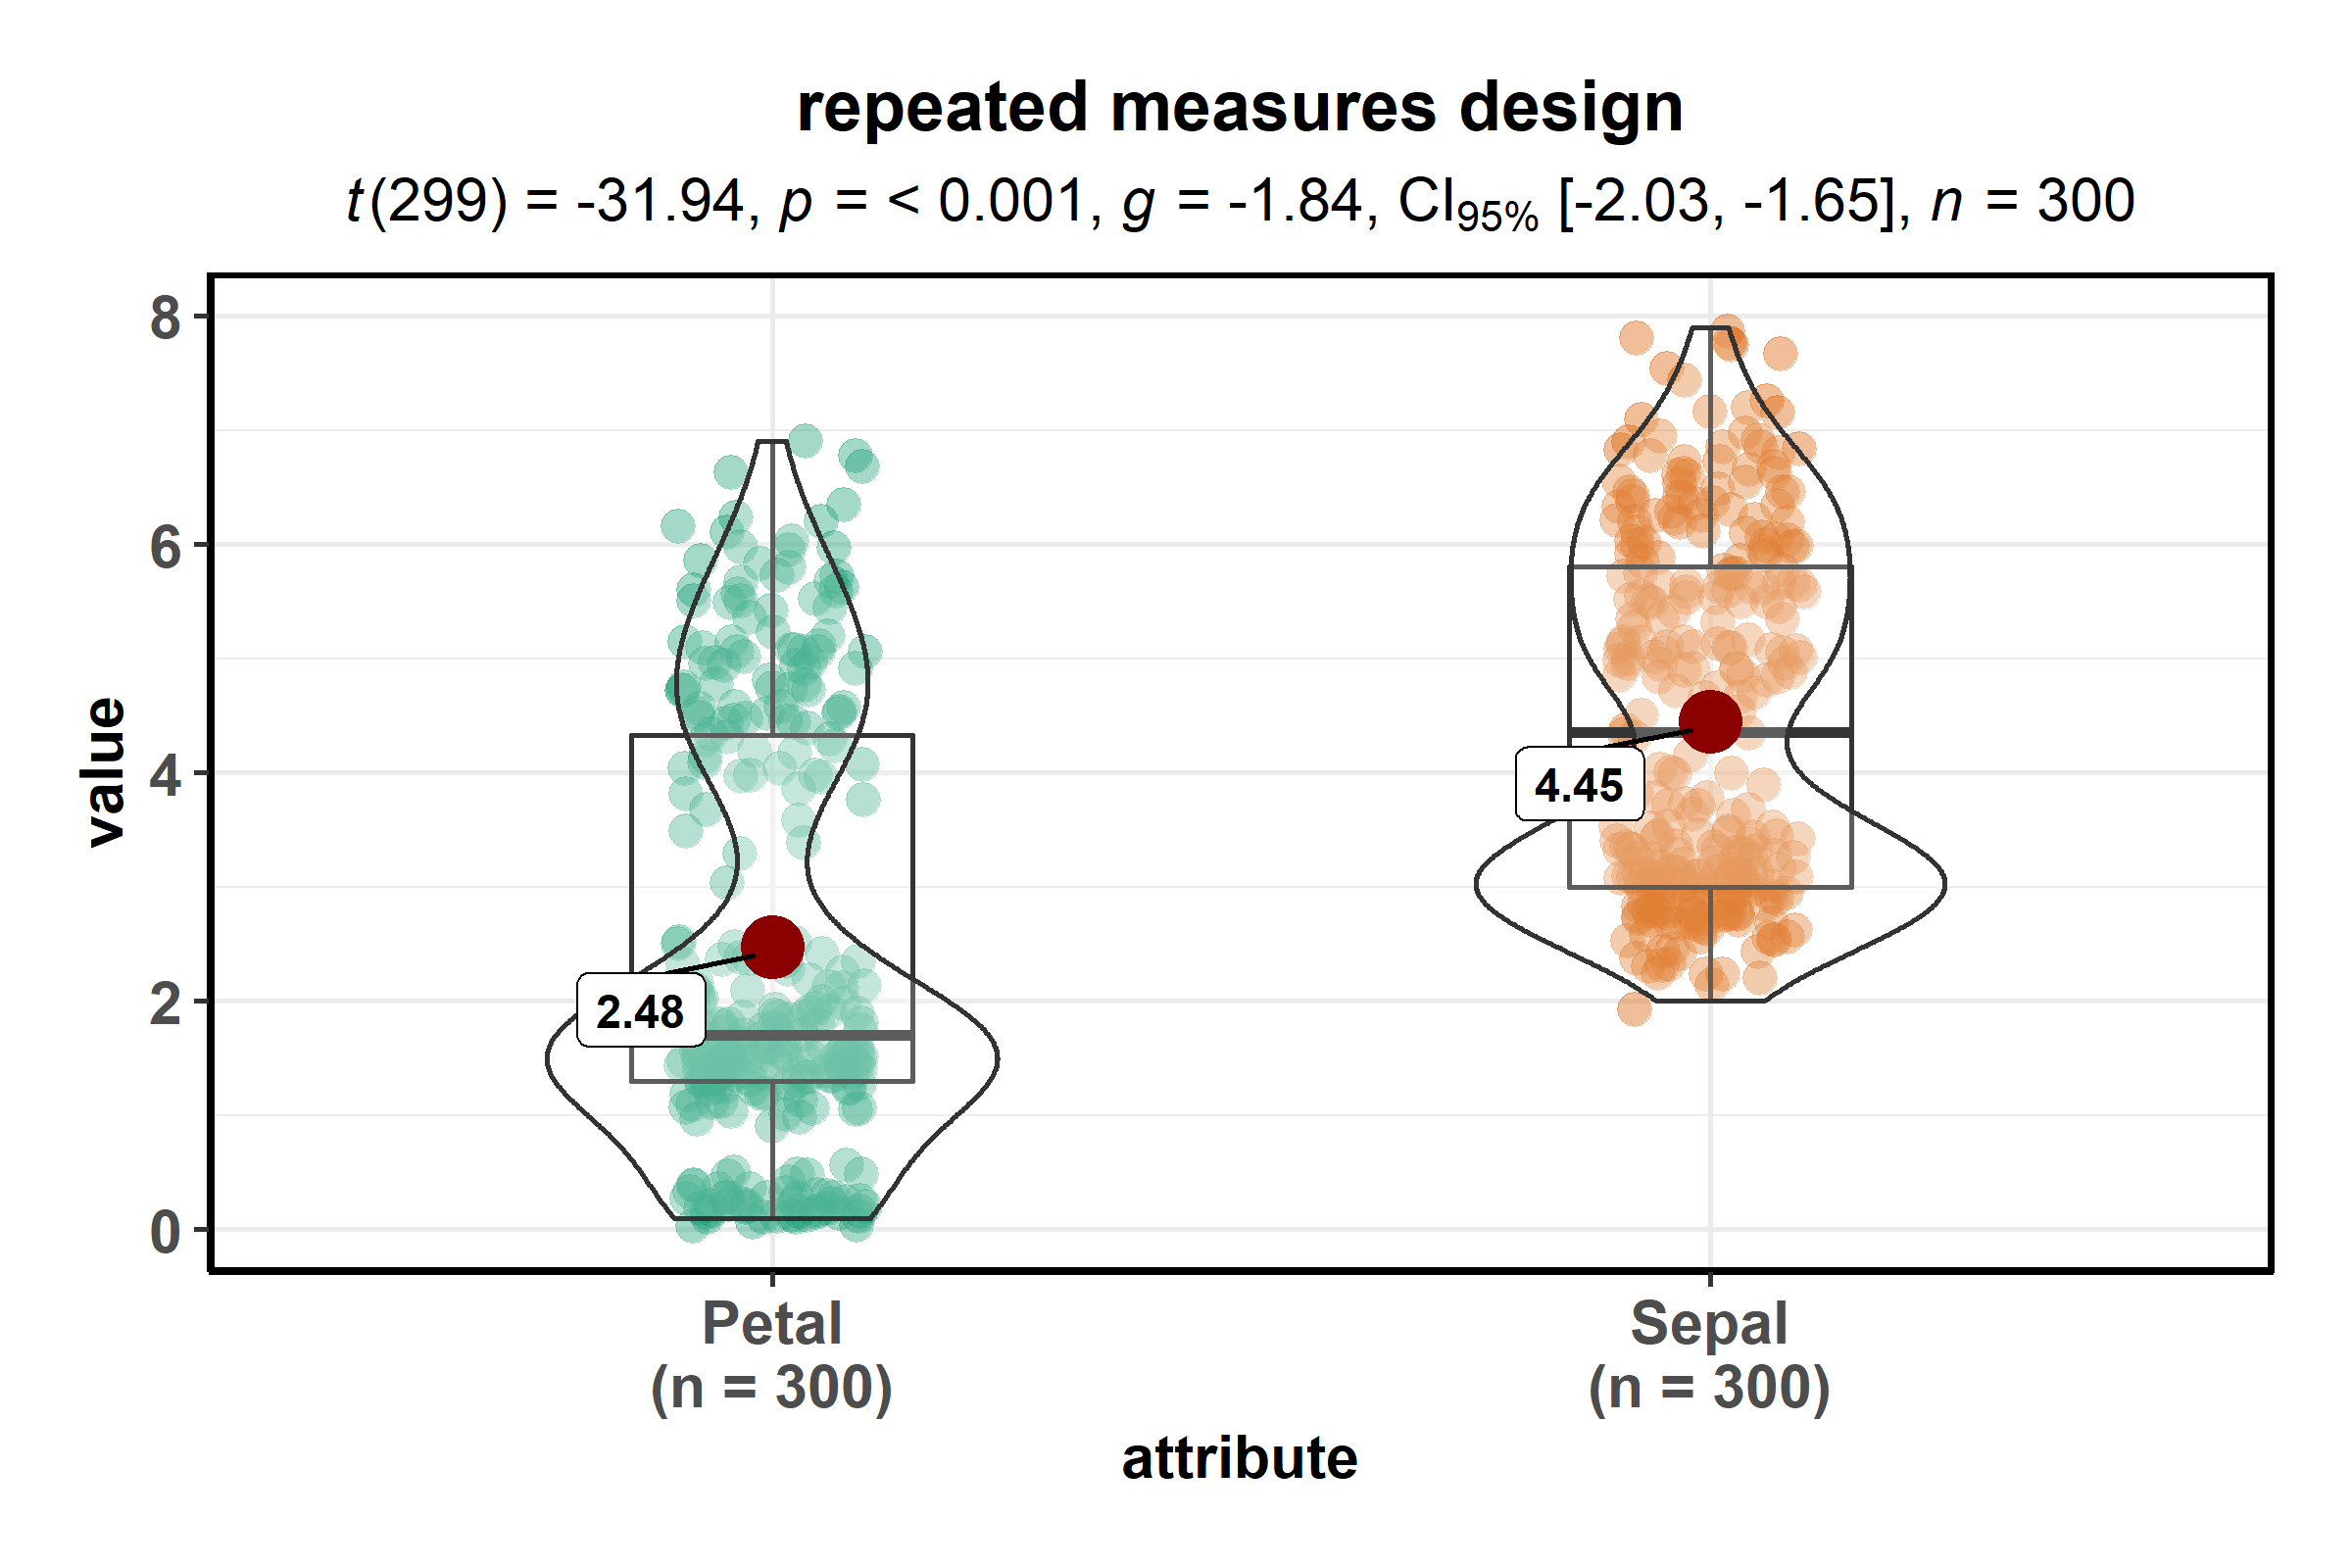 repeated measures design
t(299) = -31.94, p = < 0.001, g = -1.84, CI95% [-2.03, -1.65], n = 300
8
6
4
2
0
value
4.45
2.48
Petal
(n = 300)
Sepal
(n = 300)
attribute